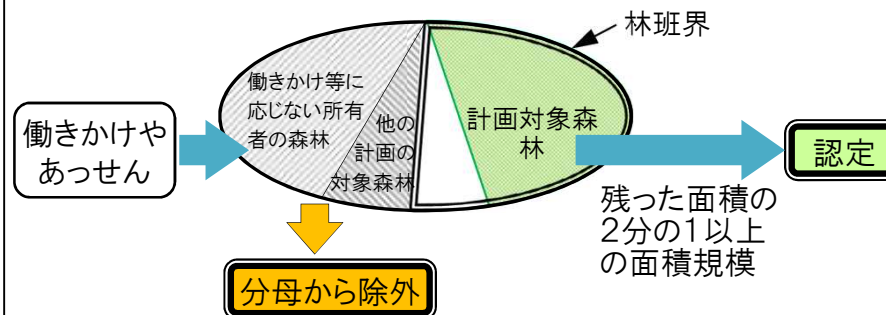 林班界
働きかけ等に
応じない所有
者の森林
他の
計画の
対象森林
計画対象森
林
働きかけや
あっせん
認定
残った面積の
2分の1以上
の面積規模
分母から除外